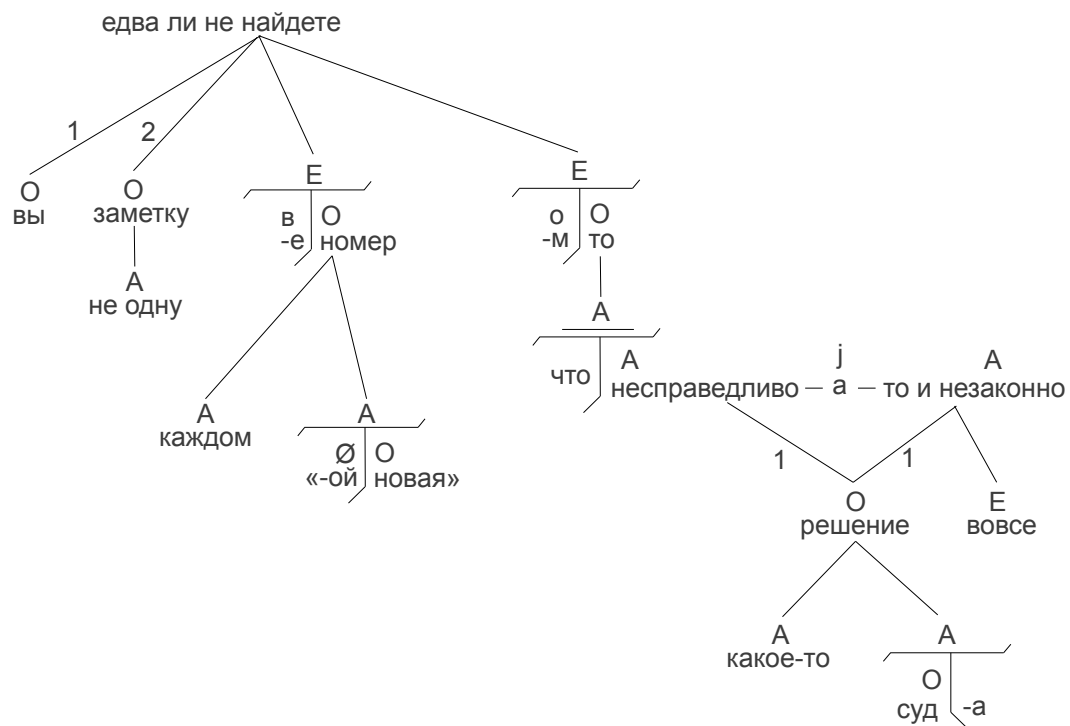 едва ли не найдете
1 2
О О Е Е
вы заметку в О о О
-е номер -м то
А А
не одну что А j А
несправедливо – а – то и незаконно
А А 1 1
каждом Ø О О Е
«-ой новая» решение вовсе
А А
какое-то О
суд -а